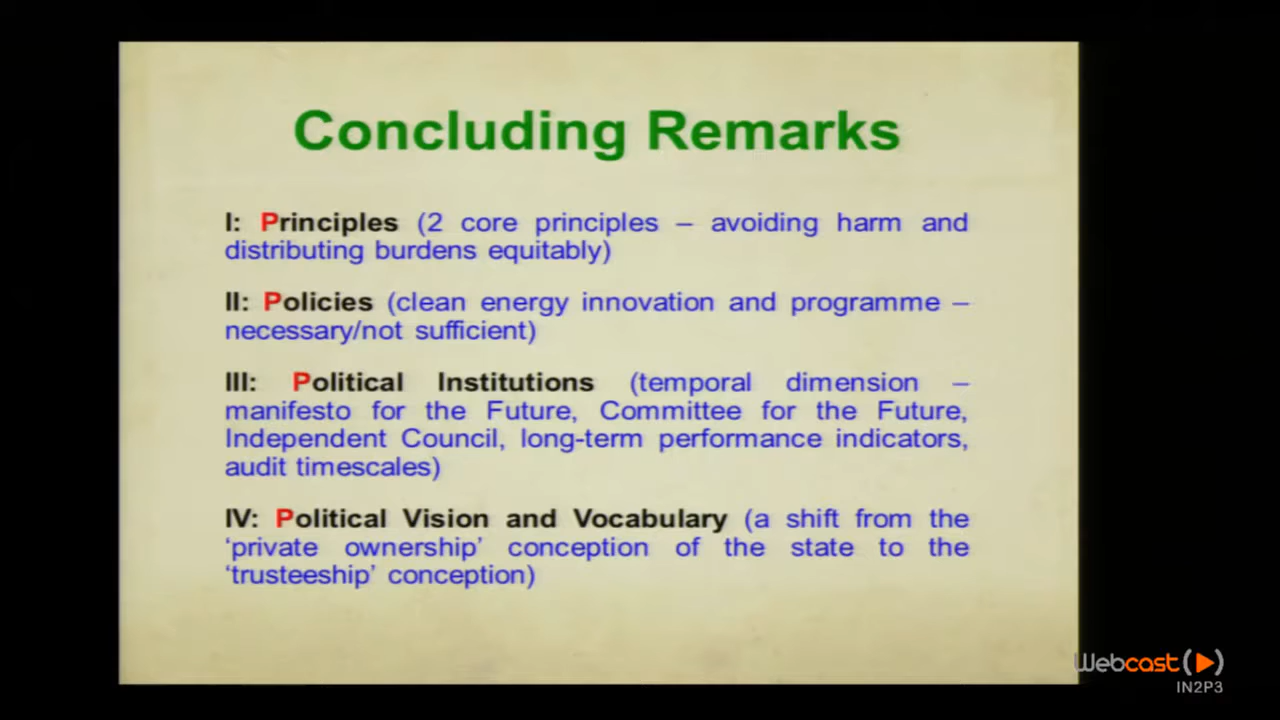 Concluding Remarks
I: Principles (2 core principles – avoiding harm and
distributing burdens equitably)
II: Policies (clean energy innovation and programme –
necessary/not sufficient)
III: Political Institutions (temporal dimension –
manifesto for the Future, Committee for the Future,
Independent Council, long-term performance indicators,
audit timescales)
IV: Political Vision and Vocabulary (a shift from the
‘private ownership’ conception of the state to the
‘trusteeship’ conception)
Webcast
IN2P3